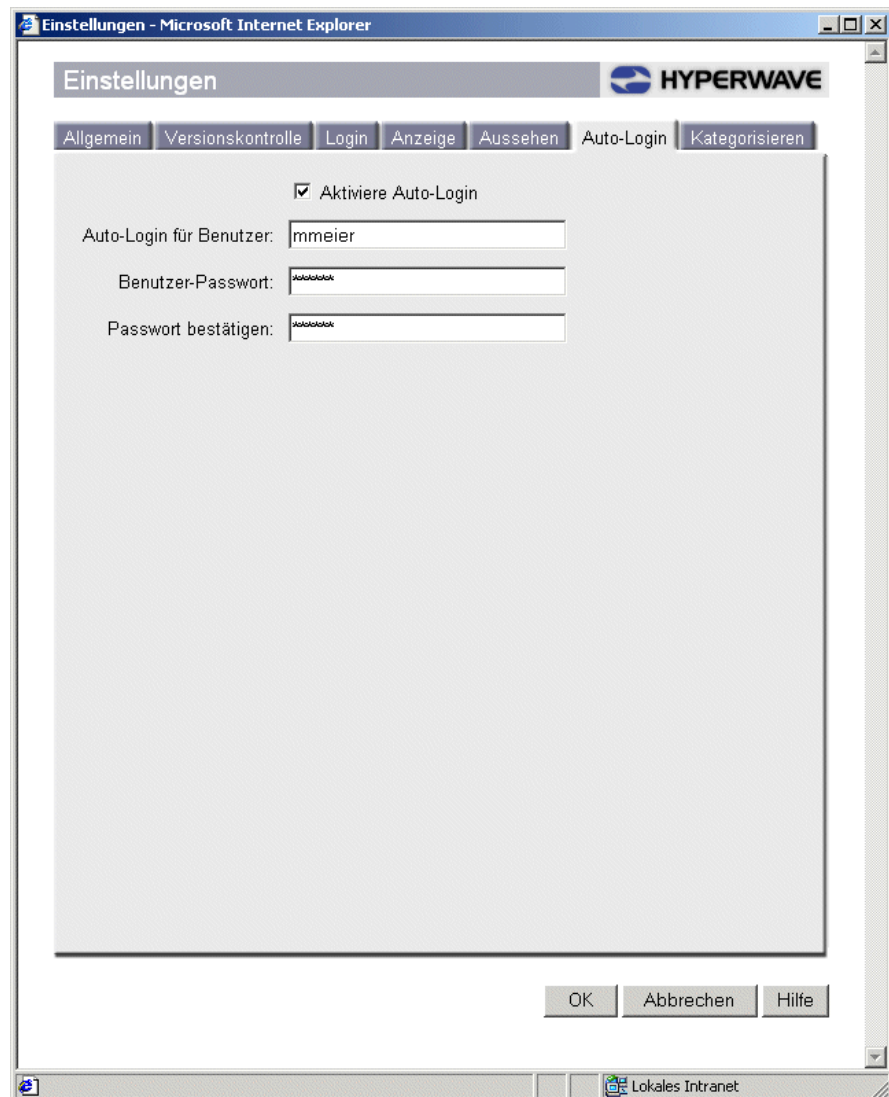 Einstellungen - Microsoft Internet Explorer
Einstellungen HYPERWAVE
Allgemein Versionskontrolle Login Anzeige Aussehen Auto-Login Kategorisieren
Aktiviere Auto-Login
Auto-Login für Benutzer: mmeier
Benutzer-Passwort: *******
Passwort bestätigen: *******
OK Abbrechen Hilfe
Lokales Intranet